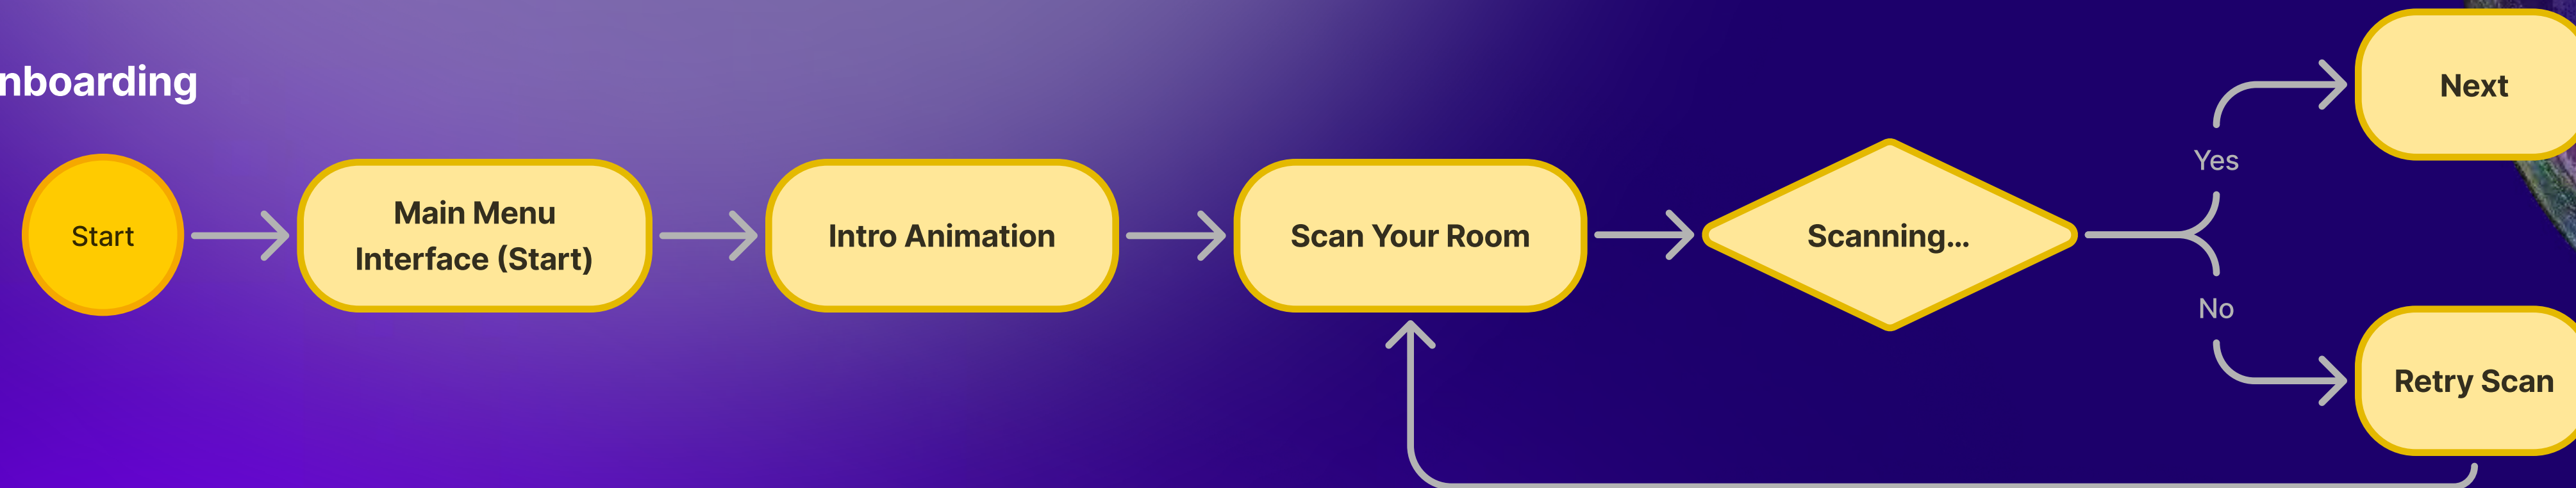 nboarding
Start
Main Menu
Interface (Start)
Intro Animation
Scan Your Room
Scanning...
Yes
No
Next
Retry Scan